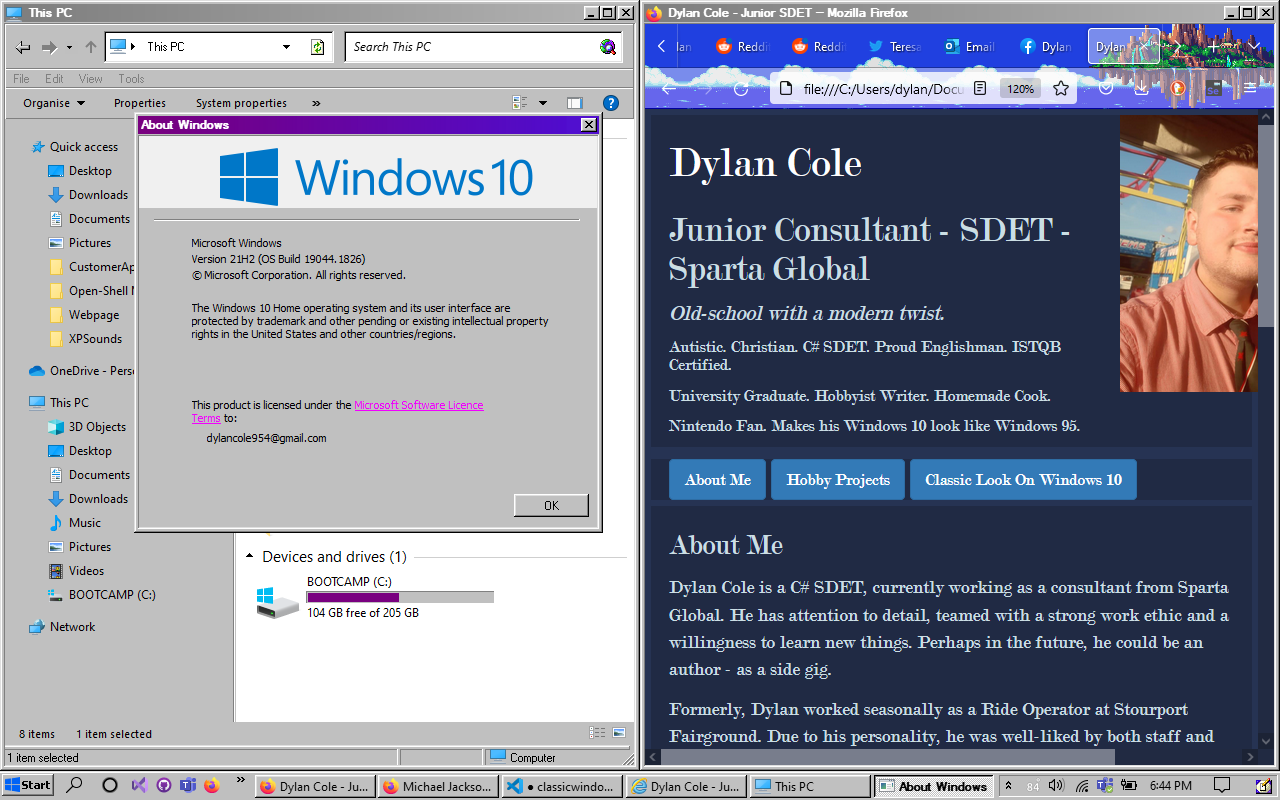 This PC
This PC
Search This PC
File Edit View Tools
Organise Properties System properties »
Quick access
Desktop
Downloads
Documents
Pictures
CustomerAp
Open-Shell M
Webpage
XPSounds
OneDrive - Perso
This PC
3D Objects
Desktop
Documents
Downloads
Music
Pictures
Videos
BOOTCAMP (C:)
Network
Devices and drives (1)
BOOTCAMP (C:)
104 GB free of 205 GB
8 items 1 item selected
1 item selected
Computer
About Windows
Windows 10
Microsoft Windows
Version 21H2 (OS Build 19044.1826)
© Microsoft Corporation. All rights reserved.
The Windows 10 Home operating system and its user interface are
protected by trademark and other pending or existing intellectual property
rights in the United States and other countries/regions.
This product is licensed under the Microsoft Software Licence
Terms to:
dylancole954@gmail.com
OK
Dylan Cole - Junior SDET — Mozilla Firefox
lan Reddi Reddi Teresa Email Dylan Dylan
file:///C:/Users/dylan/Docu 120%
Dylan Cole
Junior Consultant - SDET -
Sparta Global
Old-school with a modern twist.
Autistic. Christian. C# SDET. Proud Englishman. ISTQB
Certified.
University Graduate. Hobbyist Writer. Homemade Cook.
Nintendo Fan. Makes his Windows 10 look like Windows 95.
About Me Hobby Projects Classic Look On Windows 10
About Me
Dylan Cole is a C# SDET, currently working as a consultant from Sparta
Global. He has attention to detail, teamed with a strong work ethic and a
willingness to learn new things. Perhaps in the future, he could be an
author - as a side gig.
Formerly, Dylan worked seasonally as a Ride Operator at Stourport
Fairground. Due to his personality, he was well-liked by both staff and
Start » Dylan Cole - Ju... Michael Jackso... ● classicwindo... Dylan Cole - Ju... This PC About Windows 84 6:44 PM